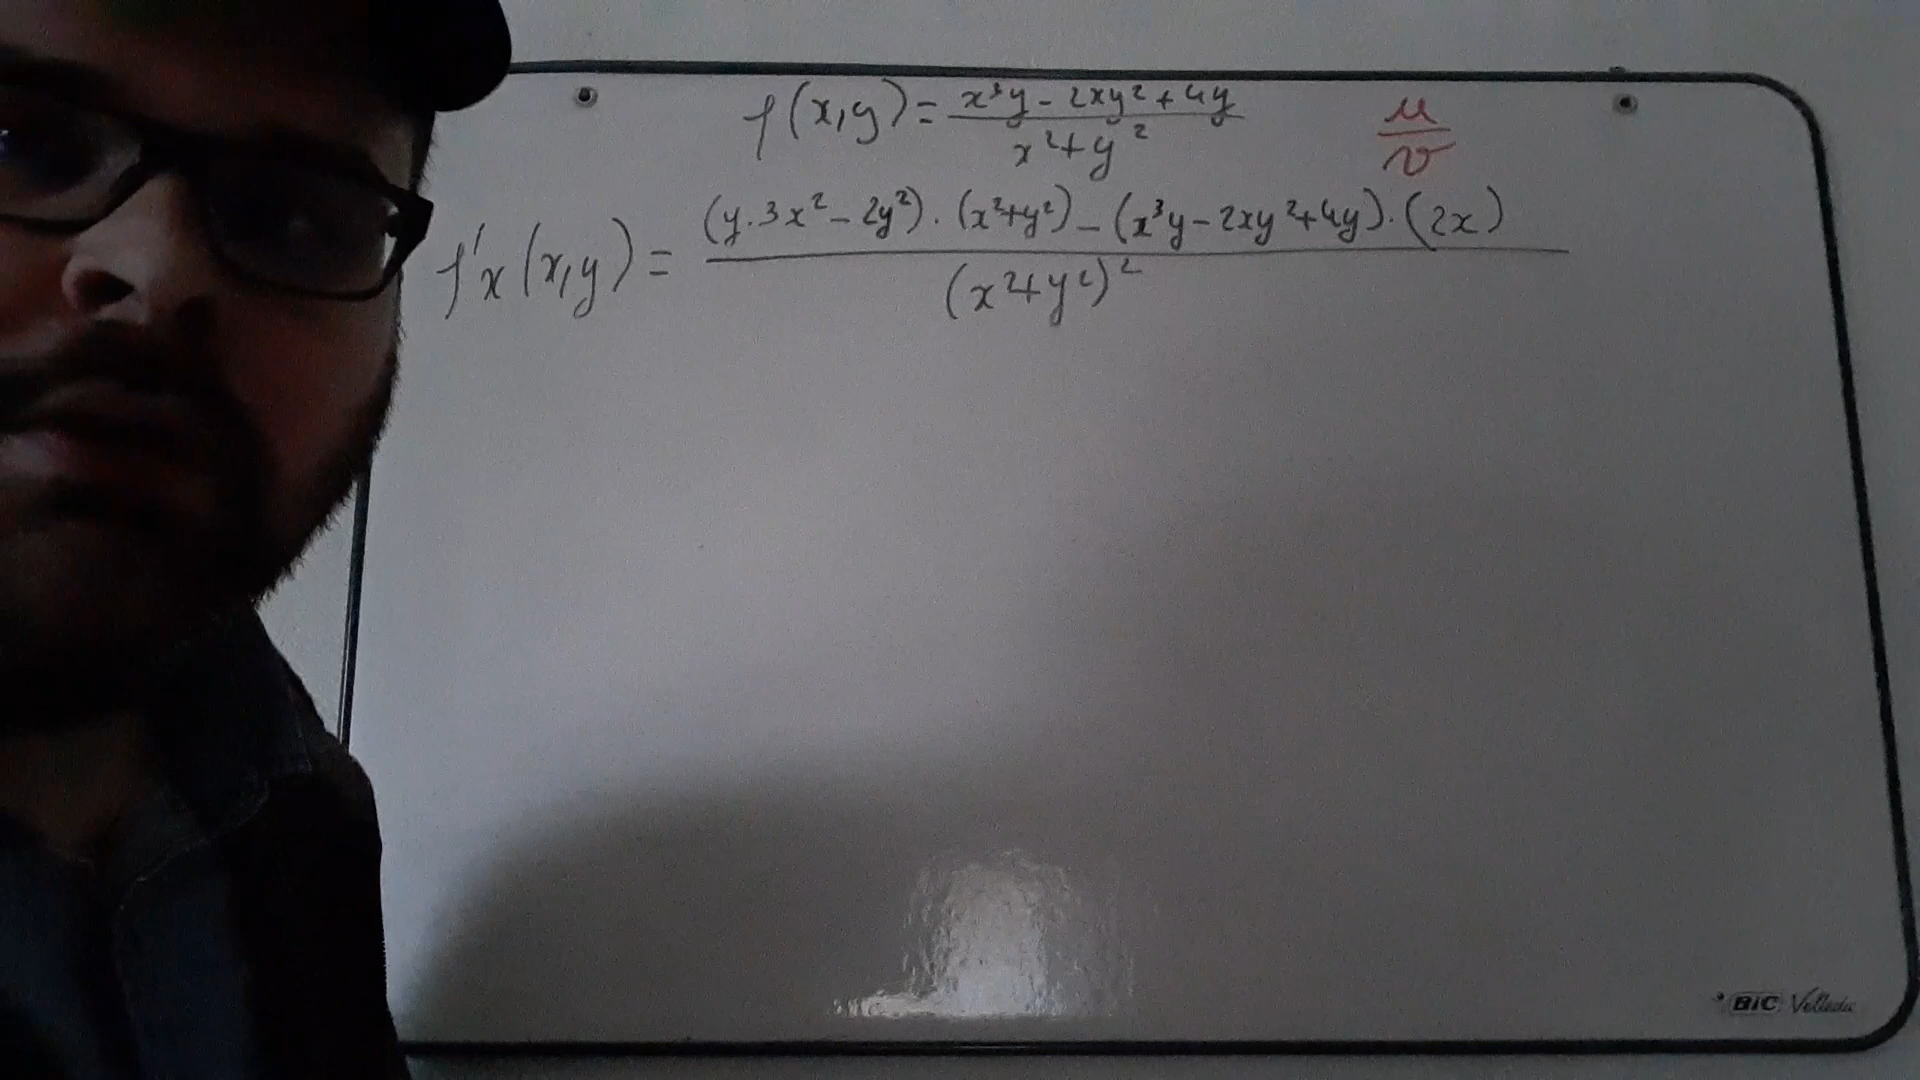 f(x,y) = (x³y - 2xy² + 4y) / (x² + y²)
u/v
f'x(x,y) = ((y.3x² - 2y²).(x²+y²) - (x³y - 2xy² + 4y).(2x)) / (x²+y²)²
BIC Velleda